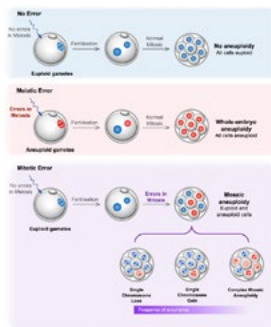 No Error
No errors
in Meiosis
Fertilisation
Normal
Mitosis
Euploid gametes
No aneuploidy
All cells euploid
Meiotic Error
Errors in
Meiosis
Fertilisation
Normal
Mitosis
Aneuploid gametes
Whole-embryo
aneuploidy
All cells aneuploid
Mitotic Error
No errors
in Meiosis
Fertilisation
Errors in
Mitosis
Euploid gametes
Mosaic
aneuploidy
Euploid and
aneuploid cells
Single
Chromosome
Loss
Single
Chromosome
Gain
Complex Mosaic
Aneuploidy
Frequency of occurrence